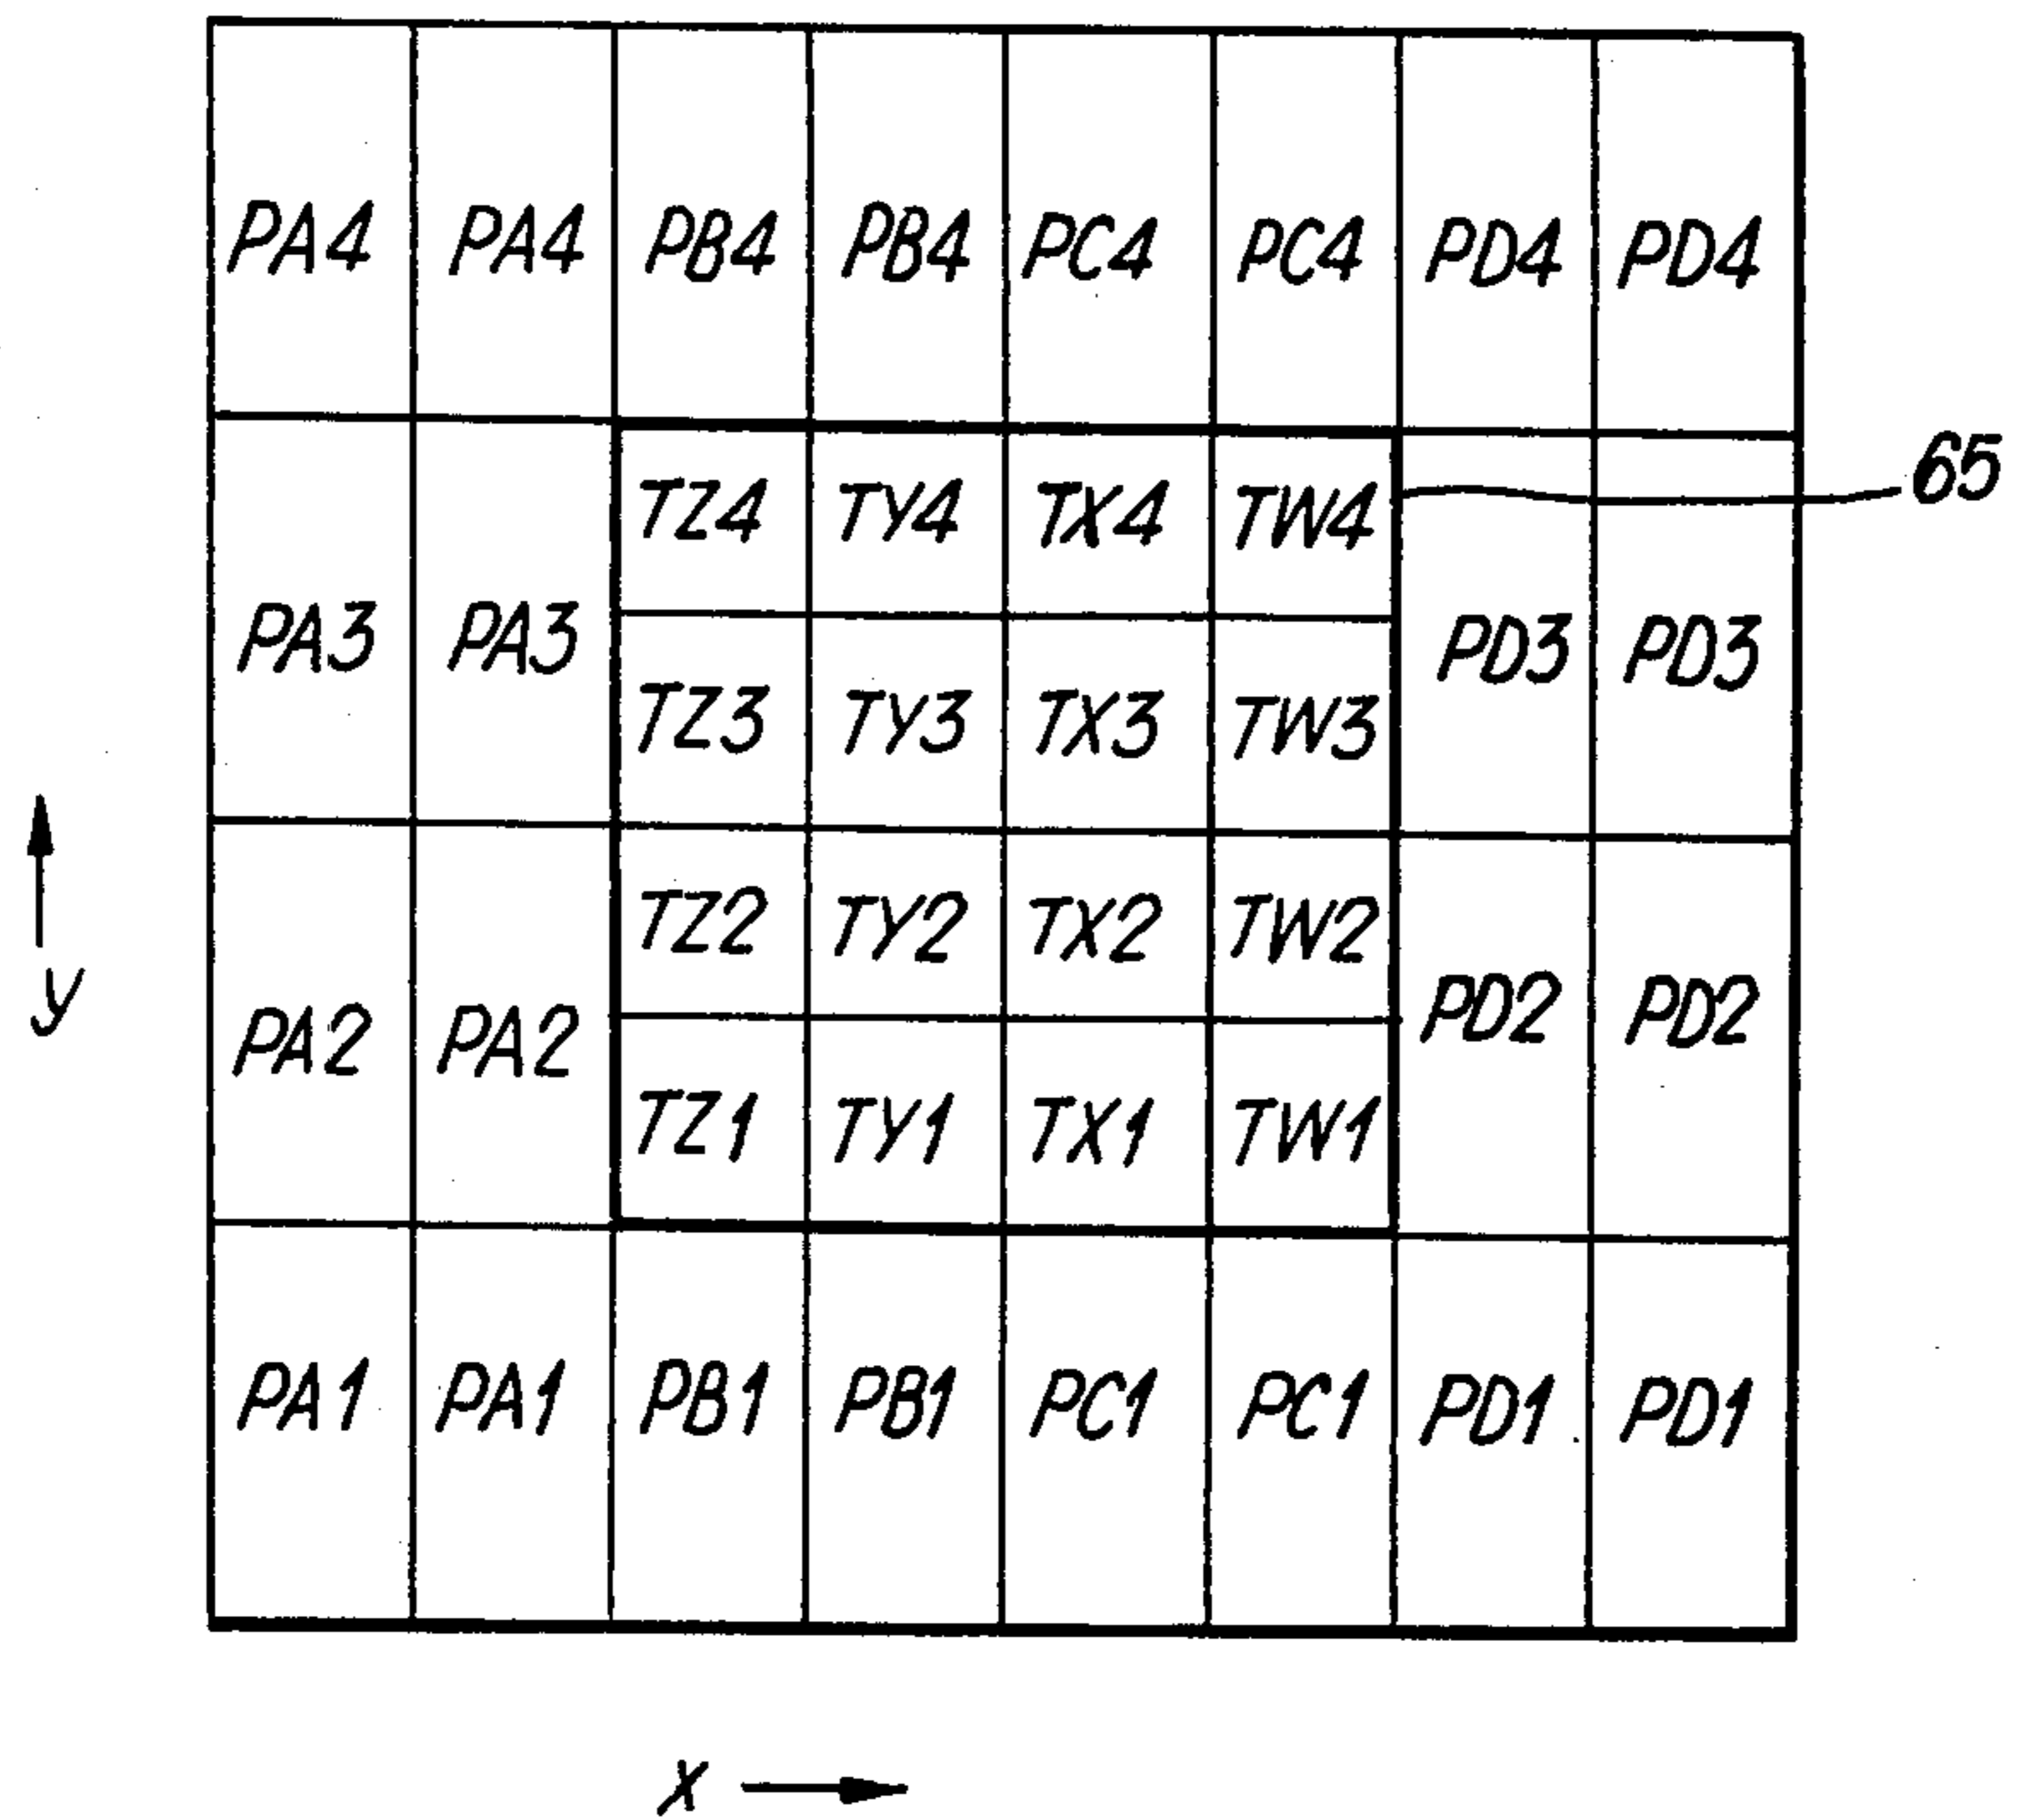 PA4 PA4 PB4 PB4 PC4 PC4 PD4 PD4
TZ4 TY4 TX4 TW4 65
PA3 PA3 PD3 PD3
TZ3 TY3 TX3 TW3
TZ2 TY2 TX2 TW2
PA2 PA2 PD2 PD2
y
TZ1 TY1 TX1 TW1
PA1 PA1 PB1 PB1 PC1 PC1 PD1 PD1
x